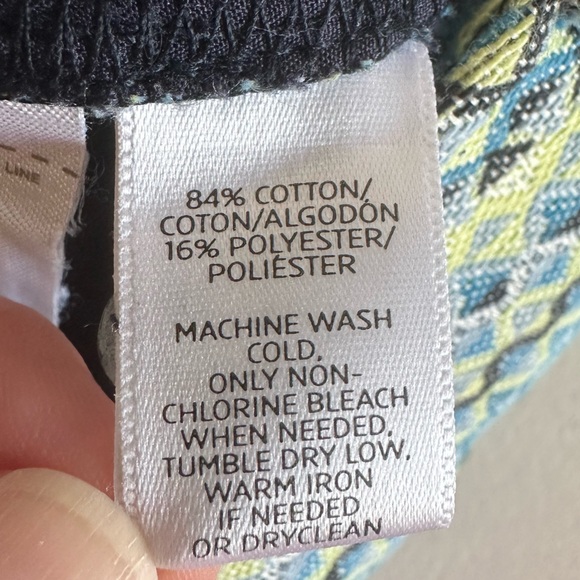 LINE
84% COTTON/
COTON/ALGODÓN
16% POLYESTER/
POLIÉSTER
MACHINE WASH
COLD,
ONLY NON-
CHLORINE BLEACH
WHEN NEEDED,
TUMBLE DRY LOW,
WARM IRON
IF NEEDED
OR DRYCLEAN